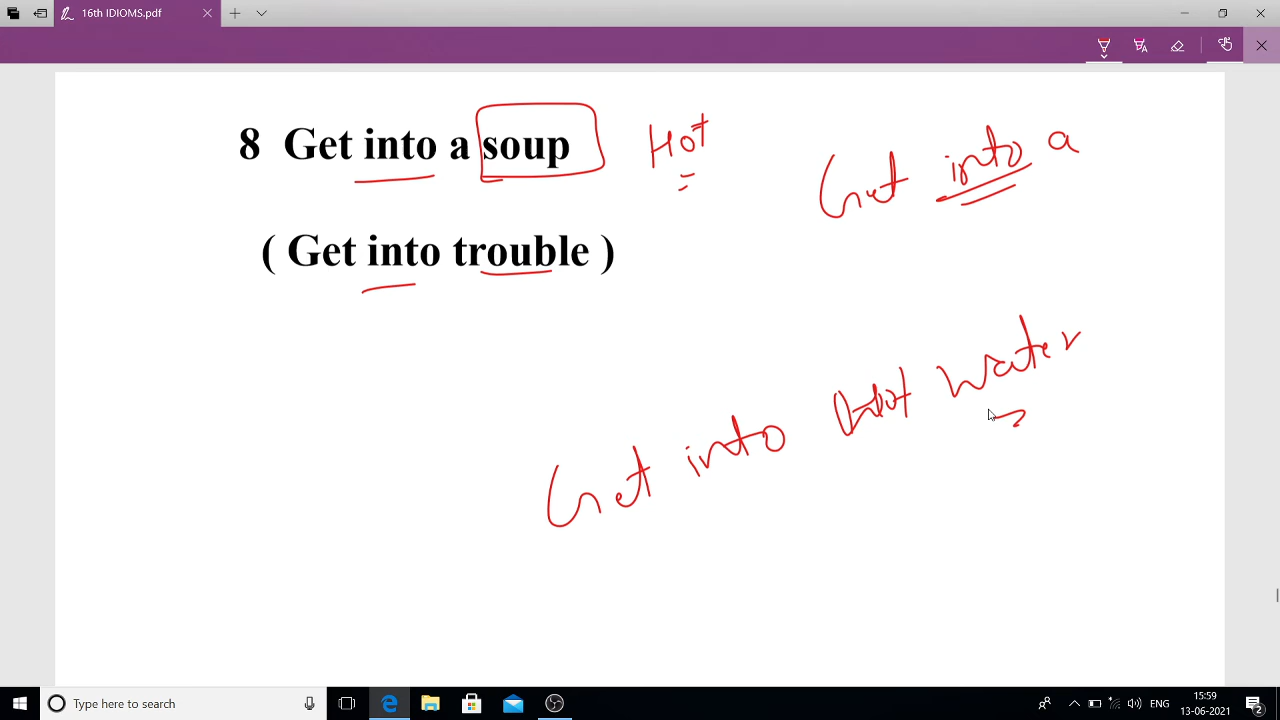 16th IDIOMS.pdf
8 Get into a soup
Hot
Get into a
( Get into trouble )
Get into Hot Water
Type here to search
ENG
15:59
13-06-2021
2